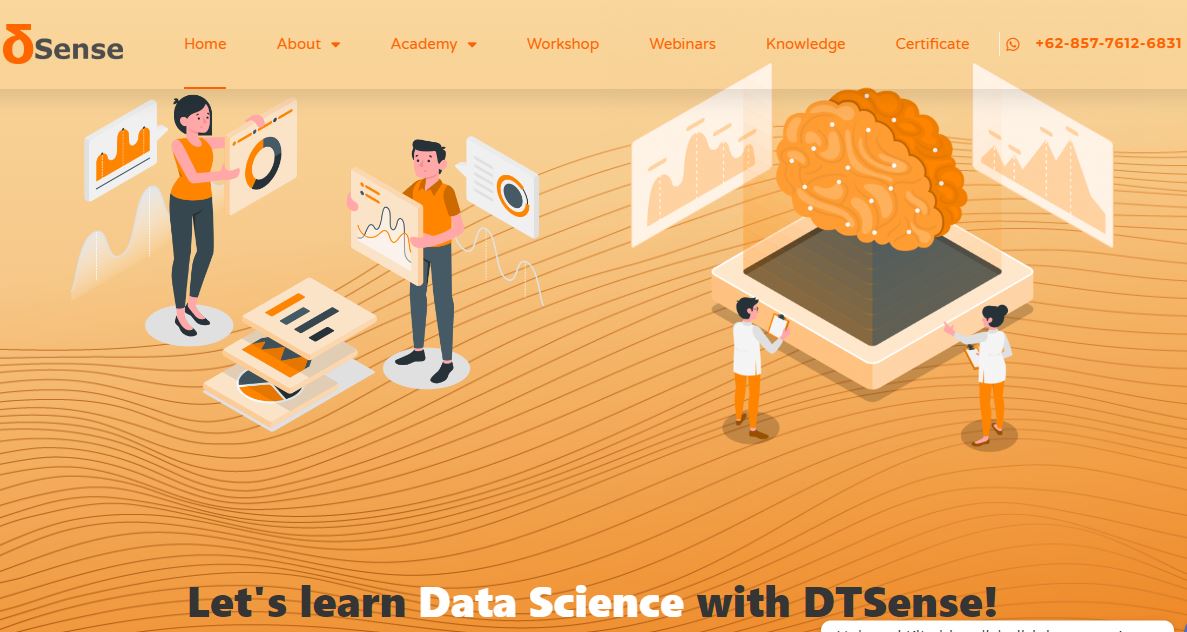 δSense
Home
About
Academy
Workshop
Webinars
Knowledge
Certificate
+62-857-7612-6831
Let's learn Data Science with DTSense!